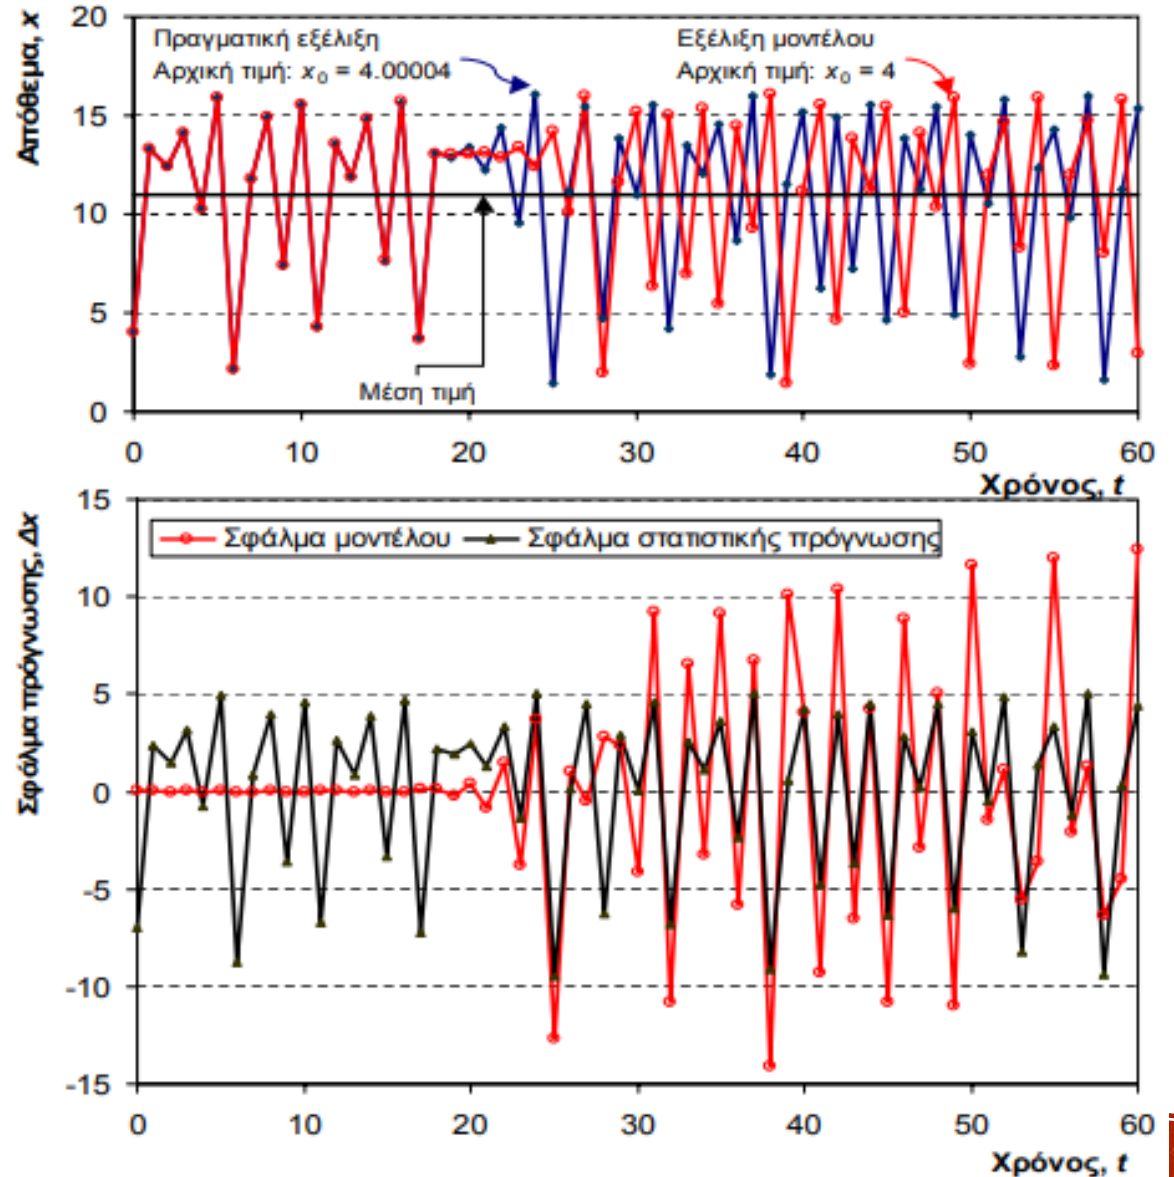 Απόθεμα, x
20
15
10
5
0
Πραγματική εξέλιξη
Αρχική τιμή: x₀ = 4.00004
Εξέλιξη μοντέλου
Αρχική τιμή: x₀ = 4
Μέση τιμή
0 10 20 30 40 50 60
Χρόνος, t
Σφάλμα πρόγνωσης, Δx
15
10
5
0
-5
-10
-15
Σφάλμα μοντέλου Σφάλμα στατιστικής πρόγνωσης
0 10 20 30 40 50 60
Χρόνος, t